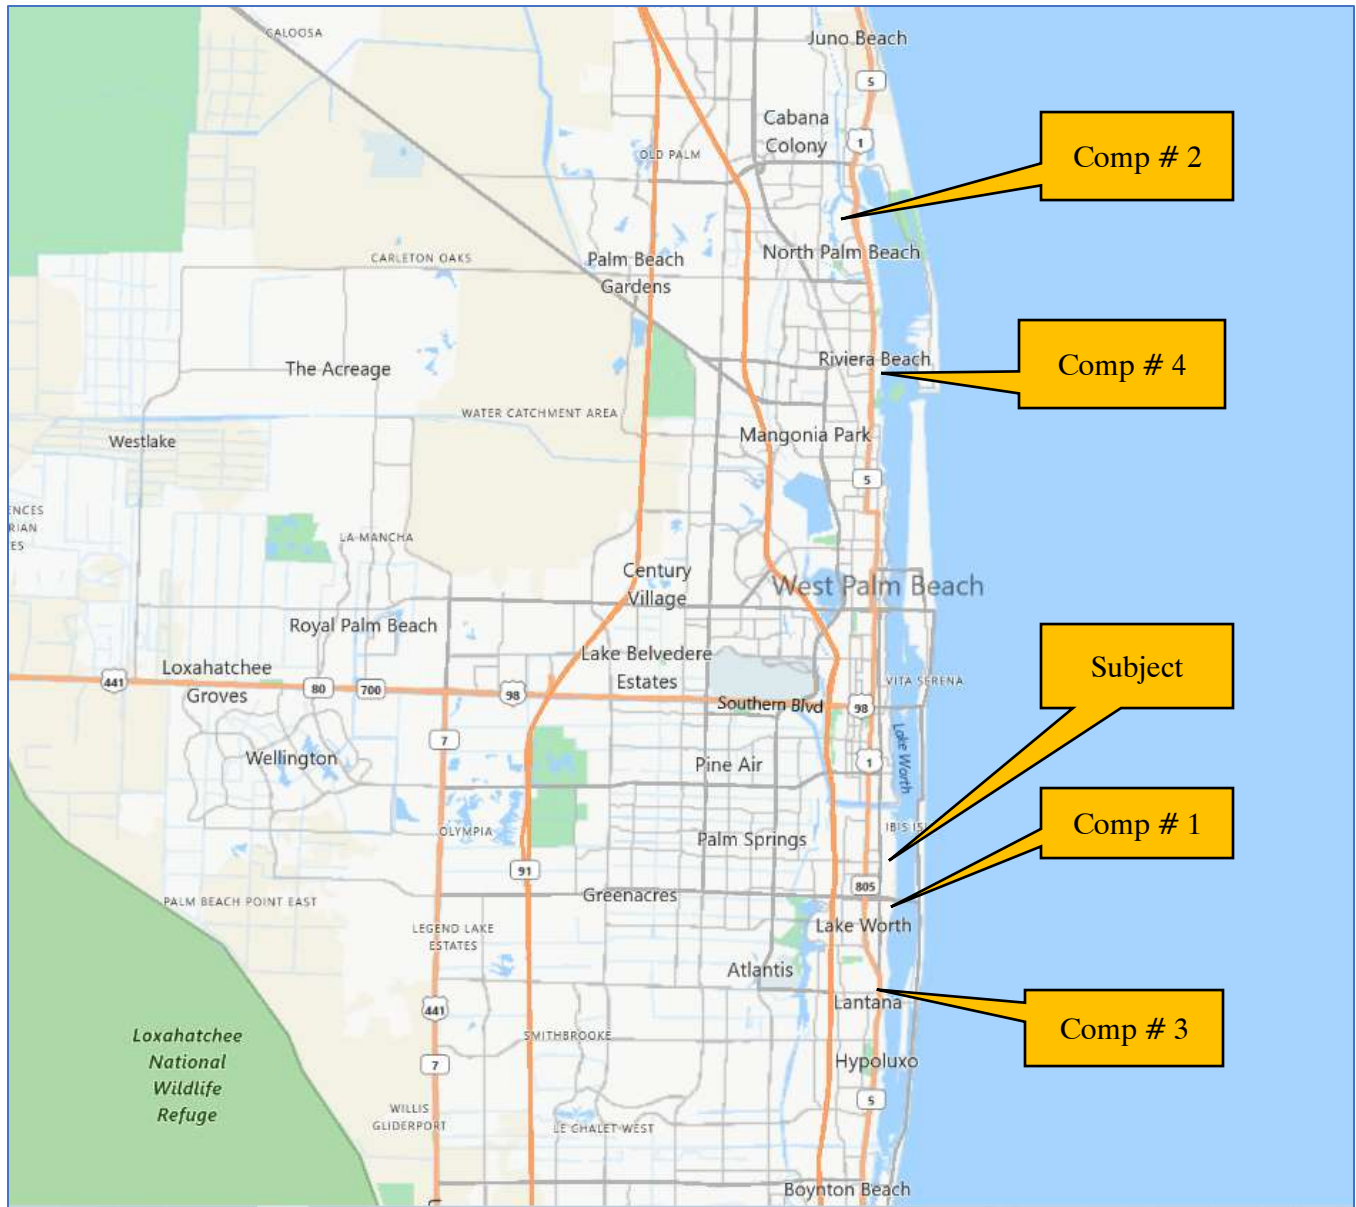 CALOOSA
Juno Beach
5
Cabana
Colony
1
OLD PALM
Comp # 2
North Palm Beach
CARLETON OAKS
Palm Beach
Gardens
Riviera Beach
Comp # 4
The Acreage
WATER CATCHMENT AREA
Westlake
Mangonia Park
5
ENCES
RIAN
ES
LA-MANCHA
Century
Village
West Palm Beach
Royal Palm Beach
Lake Belvedere
Estates
Subject
Loxahatchee
Groves
441
80
700
98
VITA SERENA
Southern Blvd
98
7
Lake Worth
Wellington
Pine Air
1
OLYMPIA
Palm Springs
IBIS ISL
Comp # 1
91
805
Greenacres
PALM BEACH POINT EAST
Lake Worth
LEGEND LAKE
ESTATES
Atlantis
Lantana
441
Comp # 3
Loxahatchee
National
Wildlife
Refuge
SMITHBROOKE
7
Hypoluxo
5
WILLIS
GLIDERPORT
LE CHALET WEST
Boynton Beach